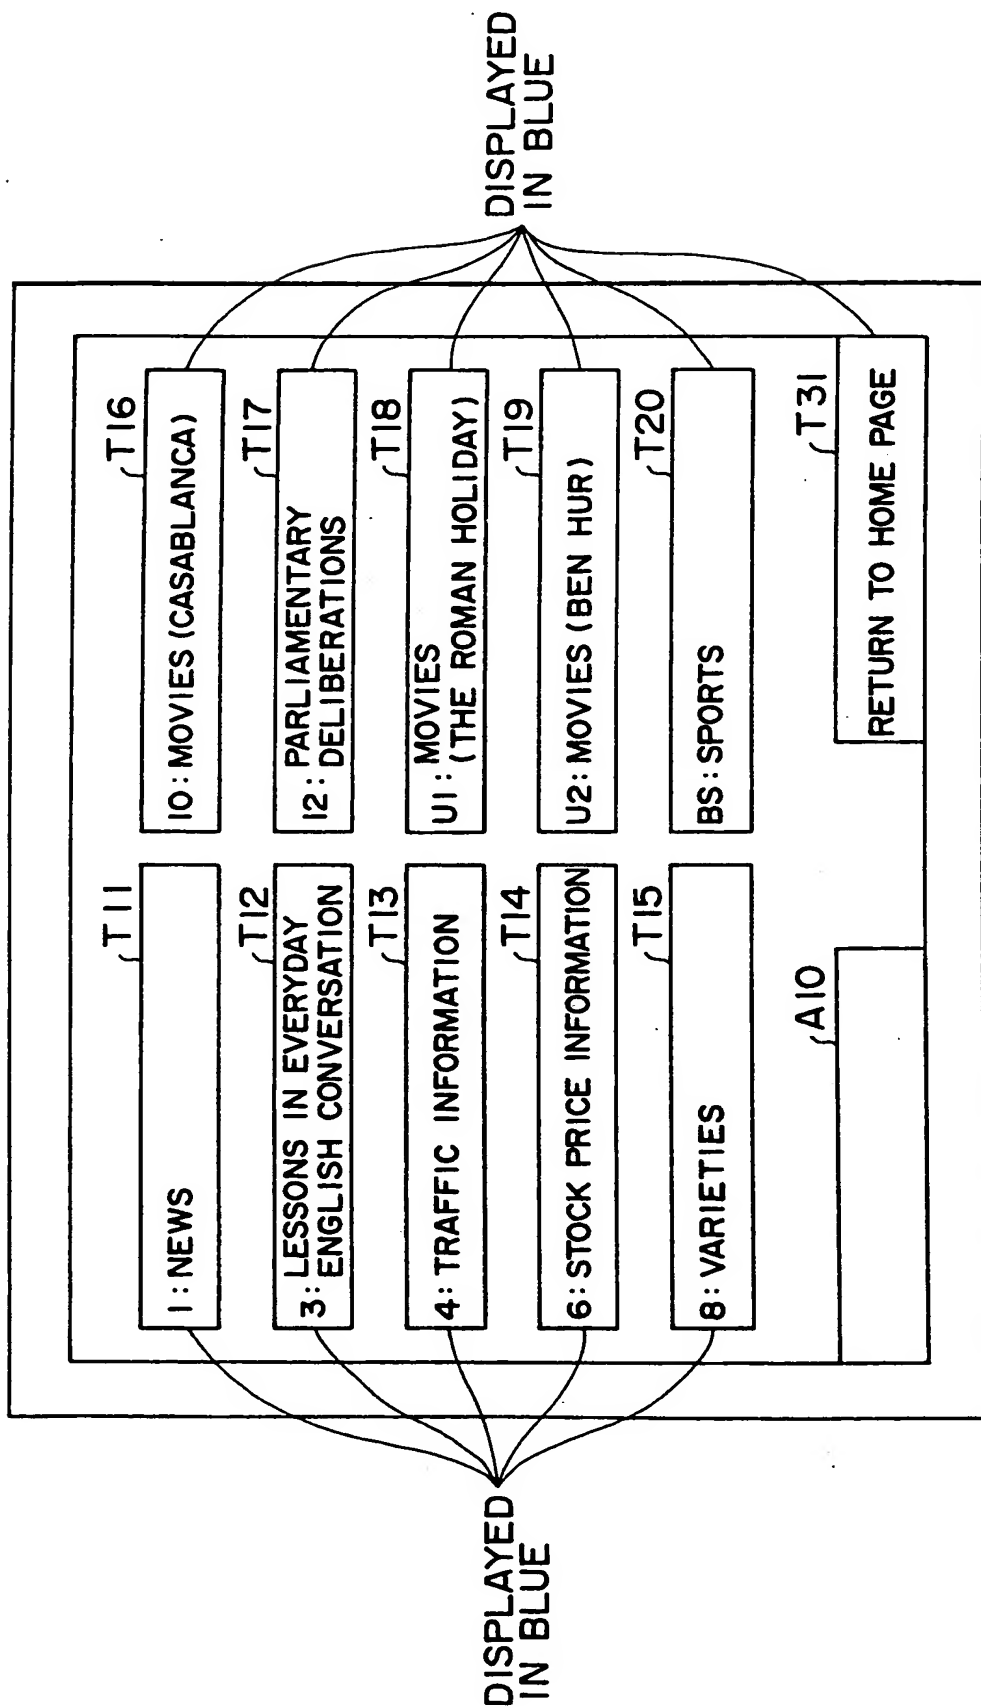 DISPLAYED
IN BLUE
T11
1: NEWS
T12
3: LESSONS IN EVERYDAY
ENGLISH CONVERSATION
T13
4: TRAFFIC INFORMATION
T14
6: STOCK PRICE INFORMATION
T15
8: VARIETIES
A10
T16
10: MOVIES (CASABLANCA)
T17
12: PARLIAMENTARY
DELIBERATIONS
T18
U1: MOVIES
(THE ROMAN HOLIDAY)
T19
U2: MOVIES (BEN HUR)
T20
BS: SPORTS
T31
RETURN TO HOME PAGE
DISPLAYED
IN BLUE